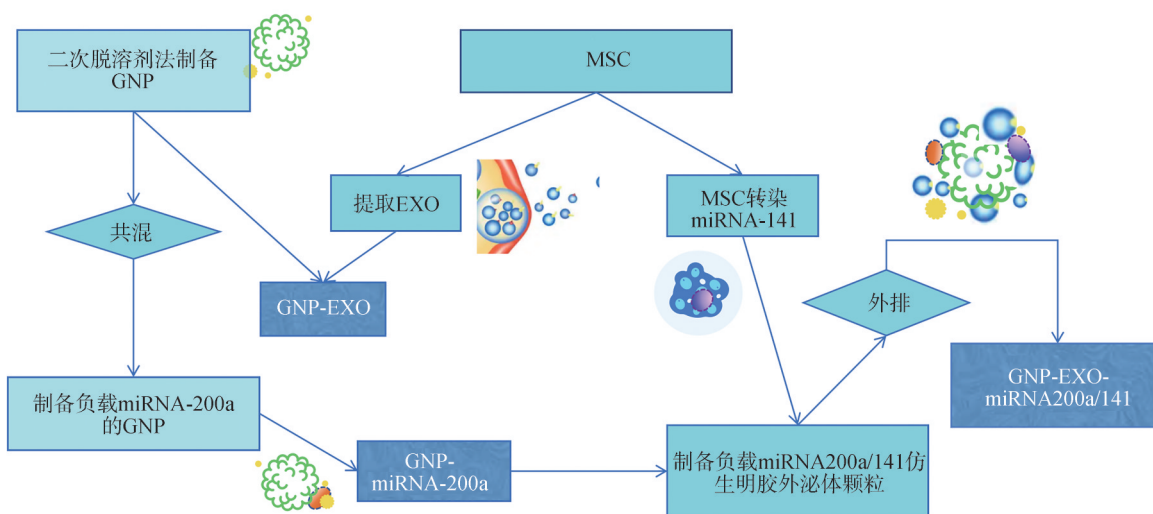 二次脱溶剂法制备
GNP
MSC
提取EXO
MSC转染
miRNA-141
共混
GNP-EXO
外排
制备负载miRNA-200a
的GNP
GNP-
miRNA-200a
制备负载miRNA200a/141仿
生明胶外泌体颗粒
GNP-EXO-
miRNA200a/141